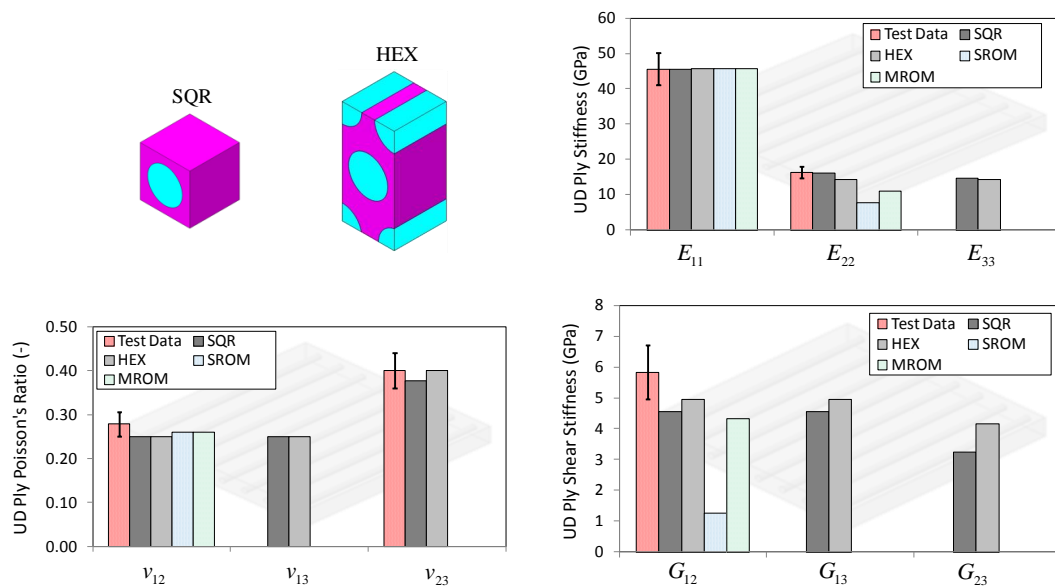 SQR
HEX
UD Ply Stiffness (GPa)
60
50
40
30
20
10
0
Test Data
SQR
HEX
SROM
MROM
E11
E22
E33
UD Ply Poisson's Ratio (-)
0.50
0.40
0.30
0.20
0.10
0.00
Test Data
SQR
HEX
SROM
MROM
ν12
ν13
ν23
UD Ply Shear Stiffness (GPa)
8
7
6
5
4
3
2
1
0
Test Data
SQR
HEX
SROM
MROM
G12
G13
G23